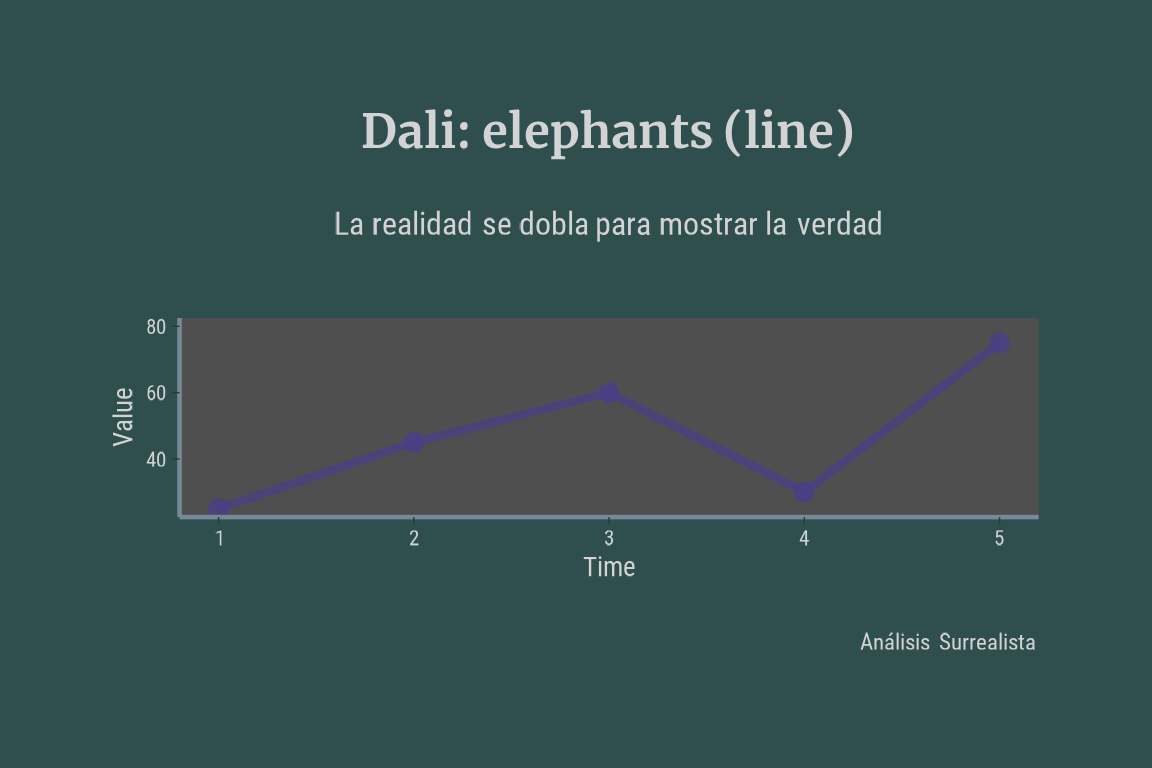 Dali: elephants (line)
La realidad se dobla para mostrar la verdad
80
60
40
Value
1 2 3 4 5
Time
Análisis Surrealista